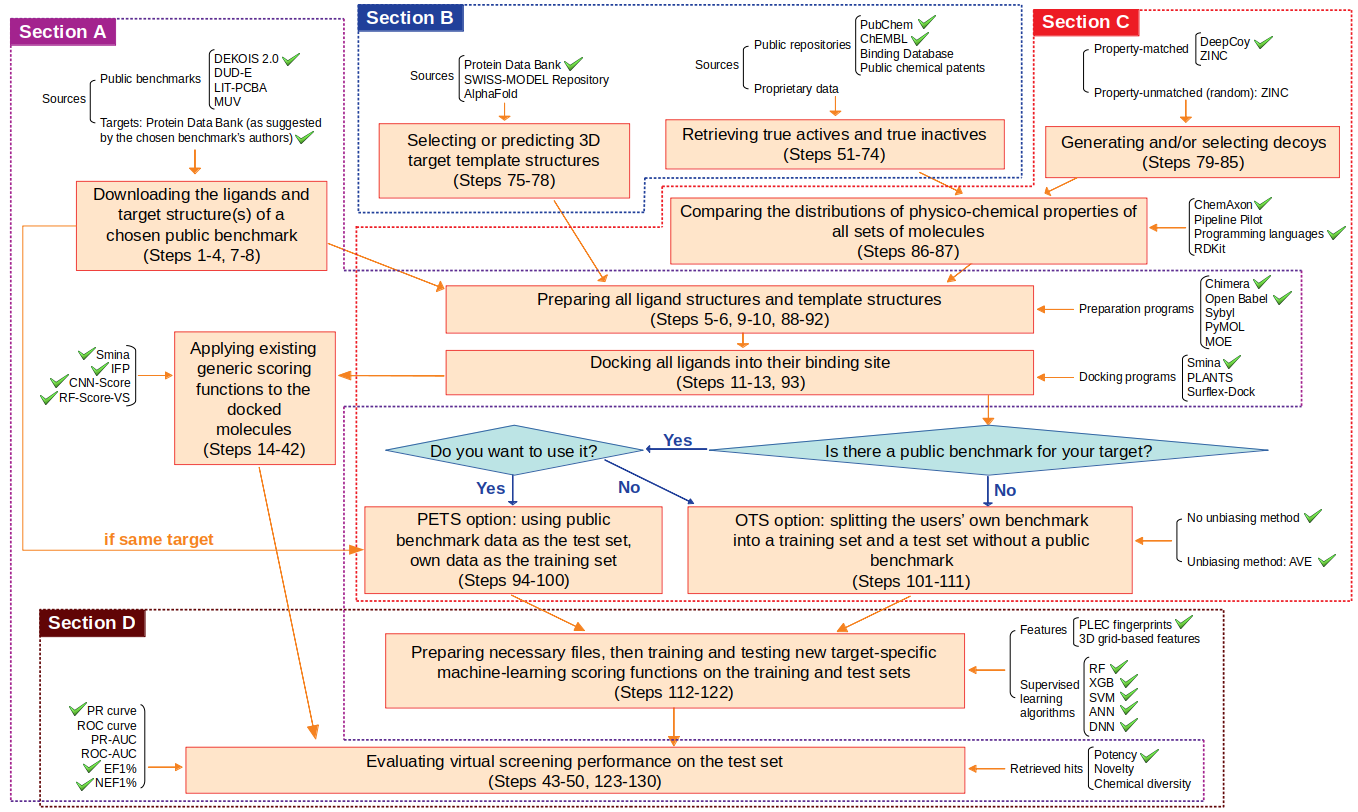 Section A
Sources
Public benchmarks
DEKOIS 2.0
DUD-E
LIT-PCBA
MUV
Targets: Protein Data Bank (as suggested
by the chosen benchmark's authors)
Downloading the ligands and
target structure(s) of a
chosen public benchmark
(Steps 1-4, 7-8)
Section B
Sources
Protein Data Bank
SWISS-MODEL Repository
AlphaFold
Selecting or predicting 3D
target template structures
(Steps 75-78)
Sources
Public repositories
PubChem
ChEMBL
Binding Database
Public chemical patents
Proprietary data
Retrieving true actives and true inactives
(Steps 51-74)
Section C
Property-matched
DeepCoy
ZINC
Property-unmatched (random): ZINC
Generating and/or selecting decoys
(Steps 79-85)
Comparing the distributions of physico-chemical properties of
all sets of molecules
(Steps 86-87)
ChemAxon
Pipeline Pilot
Programming languages
RDKit
Preparing all ligand structures and template structures
(Steps 5-6, 9-10, 88-92)
Preparation programs
Chimera
Open Babel
Sybyl
PyMOL
MOE
Docking all ligands into their binding site
(Steps 11-13, 93)
Docking programs
Smina
PLANTS
Surflex-Dock
Smina
IFP
CNN-Score
RF-Score-VS
Applying existing
generic scoring
functions to the
docked
molecules
(Steps 14-42)
Do you want to use it?
Yes
Is there a public benchmark for your target?
Yes
No
No
if same target
PETS option: using public
benchmark data as the test set,
own data as the training set
(Steps 94-100)
OTS option: splitting the users' own benchmark
into a training set and a test set without a public
benchmark
(Steps 101-111)
No unbiasing method
Unbiasing method: AVE
Section D
Preparing necessary files, then training and testing new target-specific
machine-learning scoring functions on the training and test sets
(Steps 112-122)
Features
PLEC fingerprints
3D grid-based features
Supervised
learning
algorithms
RF
XGB
SVM
ANN
DNN
PR curve
ROC curve
PR-AUC
ROC-AUC
EF1%
NEF1%
Evaluating virtual screening performance on the test set
(Steps 43-50, 123-130)
Retrieved hits
Potency
Novelty
Chemical diversity